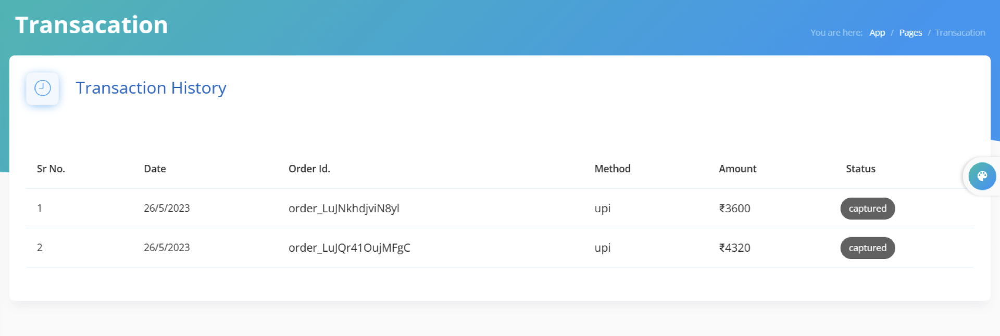 Transacation
You are here: App / Pages / Transacation
Transaction History
Sr No. Date Order Id. Method Amount Status
1 26/5/2023 order_LuJNkhdjviN8yl upi ₹3600 captured
2 26/5/2023 order_LuJQr41OujMFgC upi ₹4320 captured